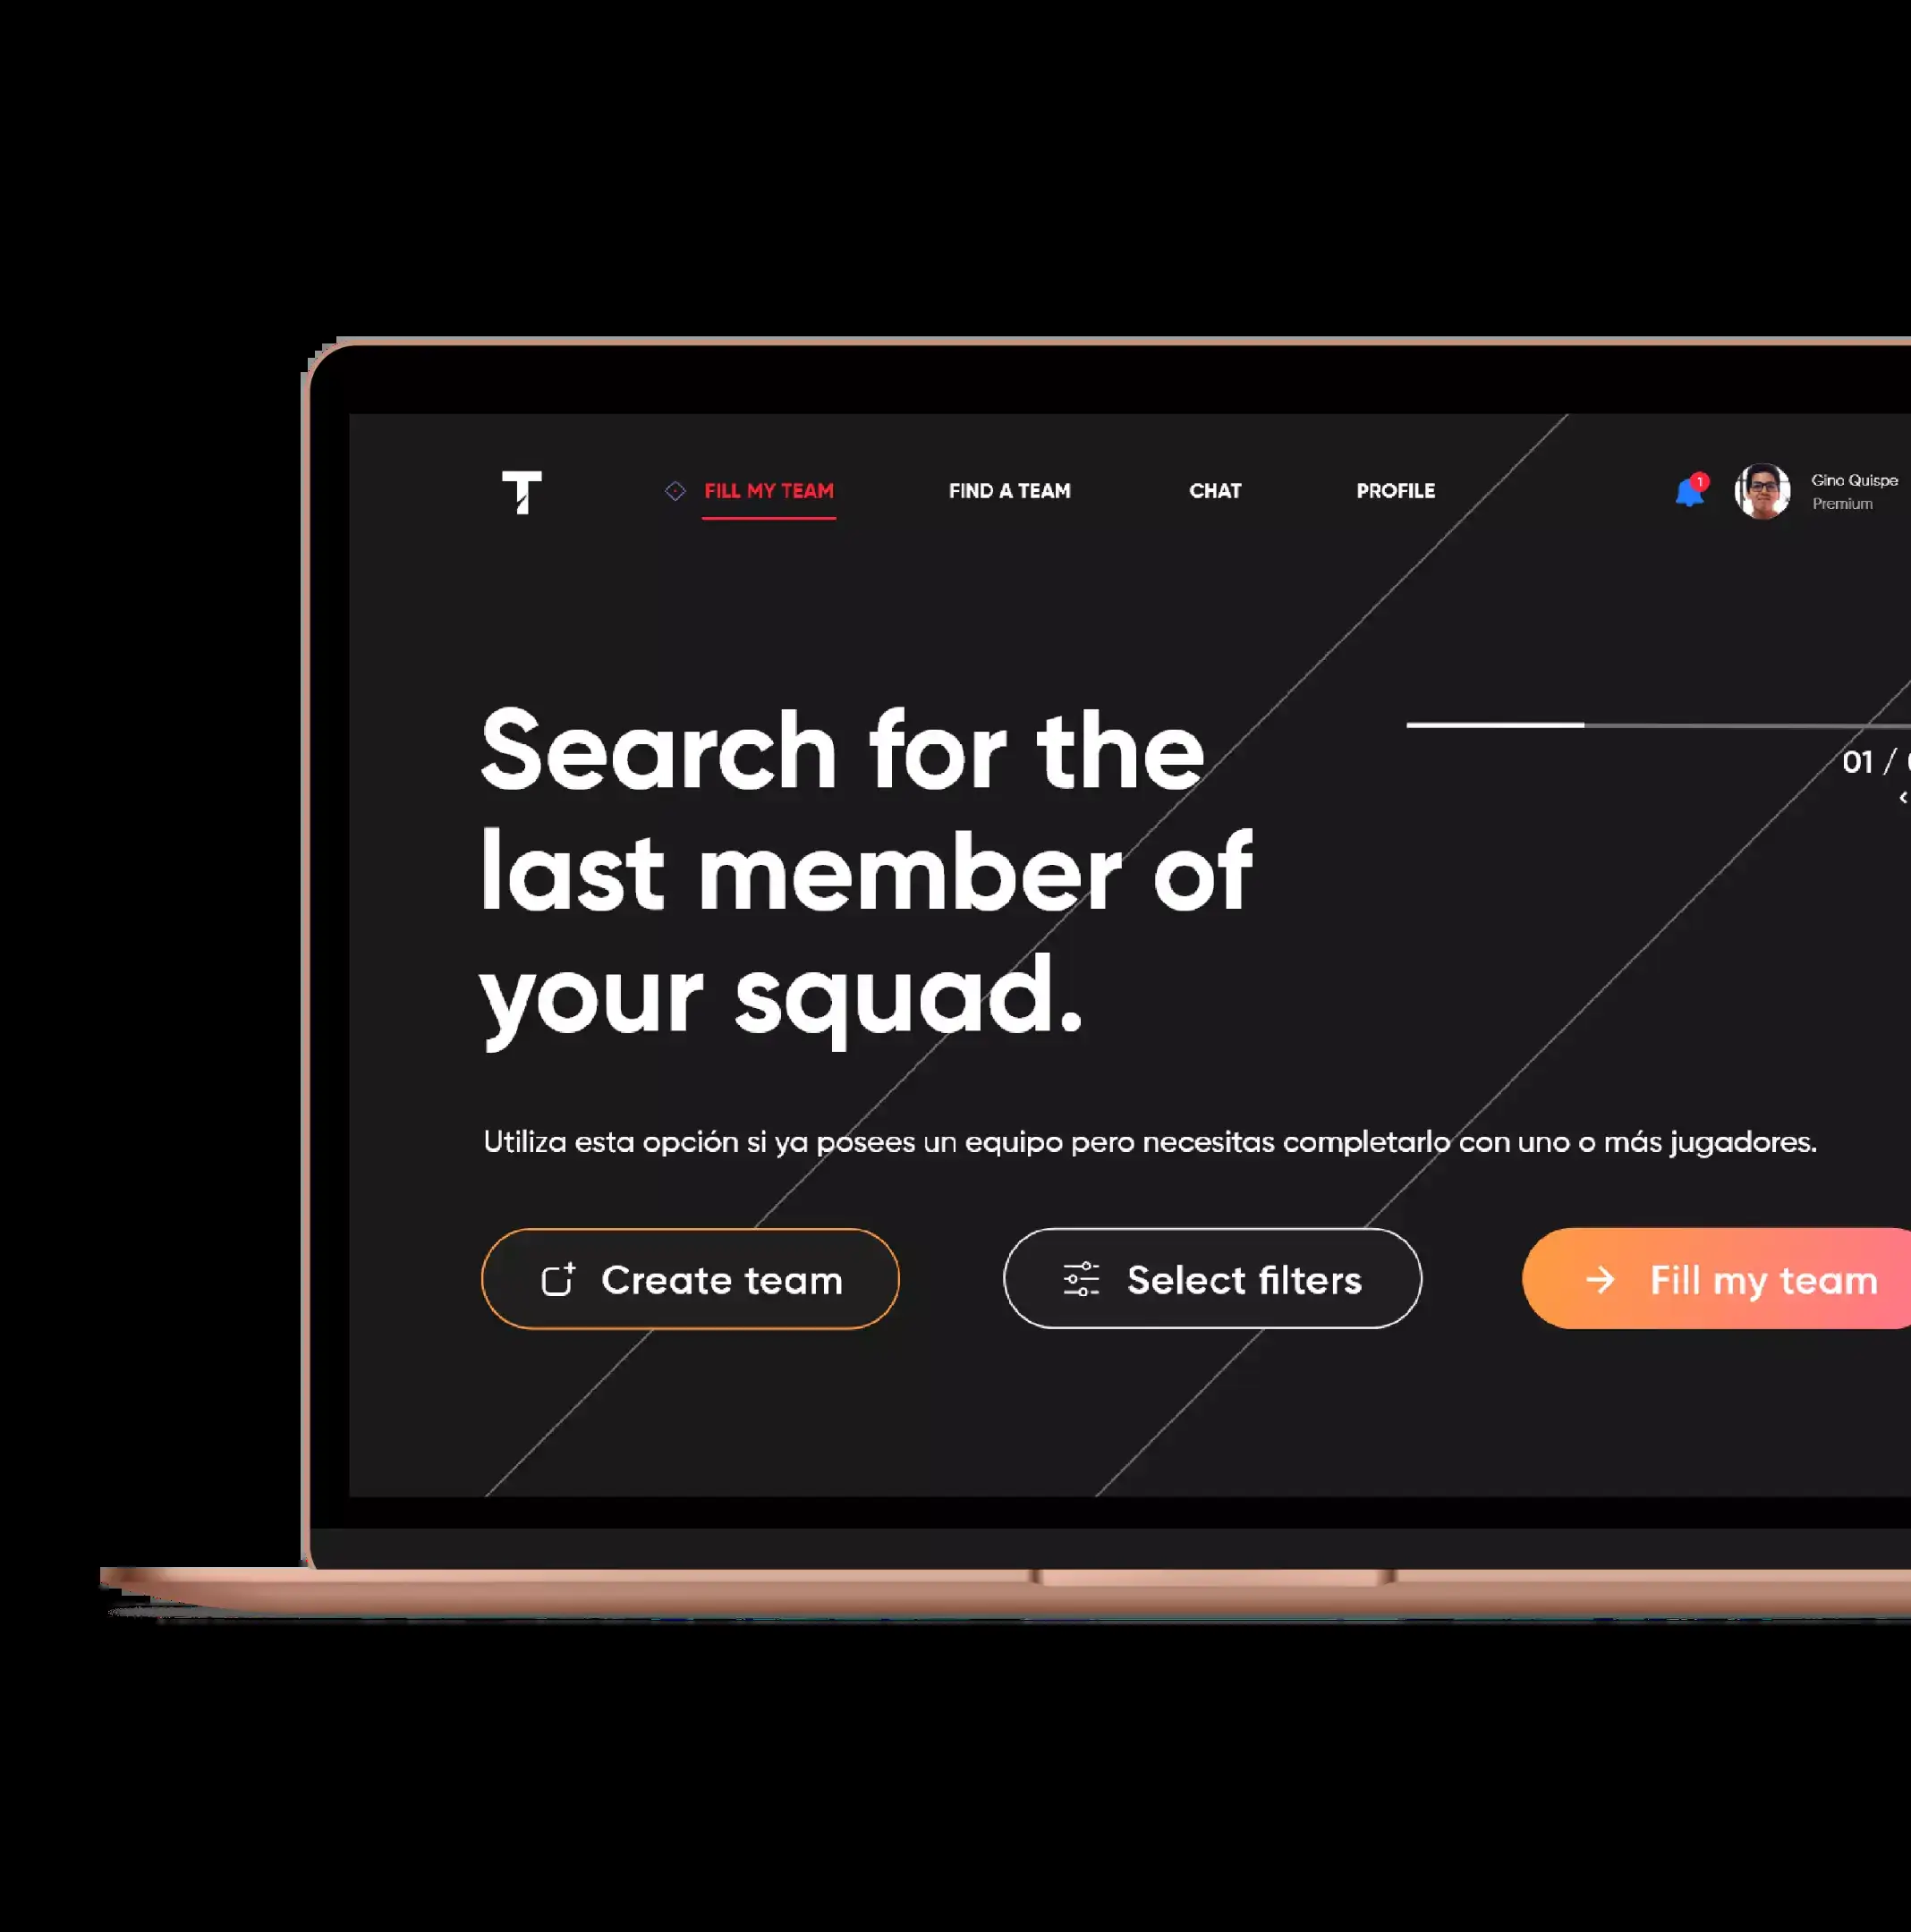 T
FILL MY TEAM
FIND A TEAM
CHAT
PROFILE
1
Gino Quispe
Premium
Search for the
last member of
your squad.
01 /
Utiliza esta opción si ya posees un equipo pero necesitas completarlo con uno o más jugadores.
Create team
Select filters
Fill my team